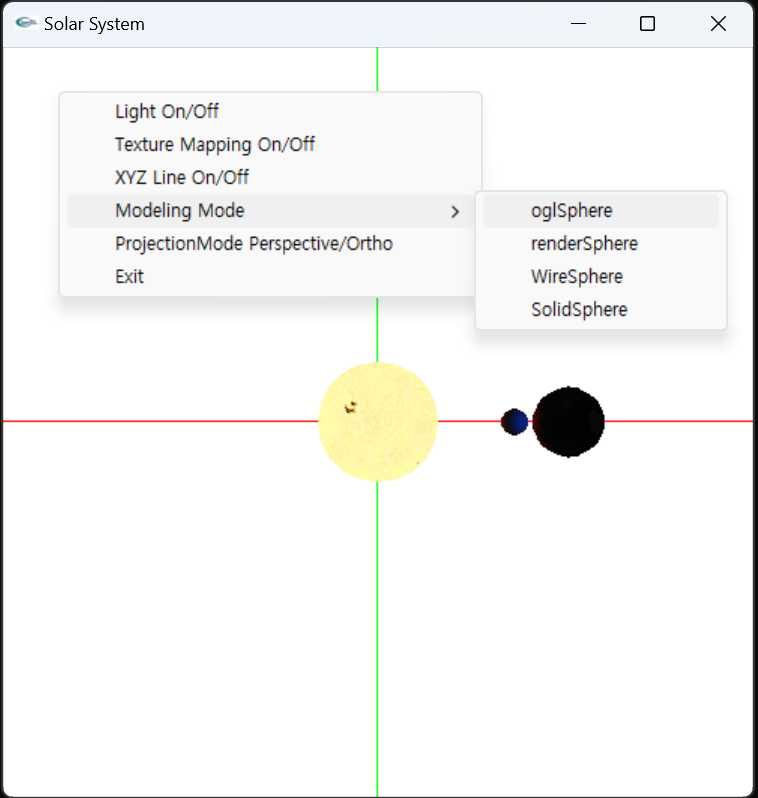 Solar System
Light On/Off
Texture Mapping On/Off
XYZ Line On/Off
Modeling Mode
ProjectionMode Perspective/Ortho
Exit
oglSphere
renderSphere
WireSphere
SolidSphere